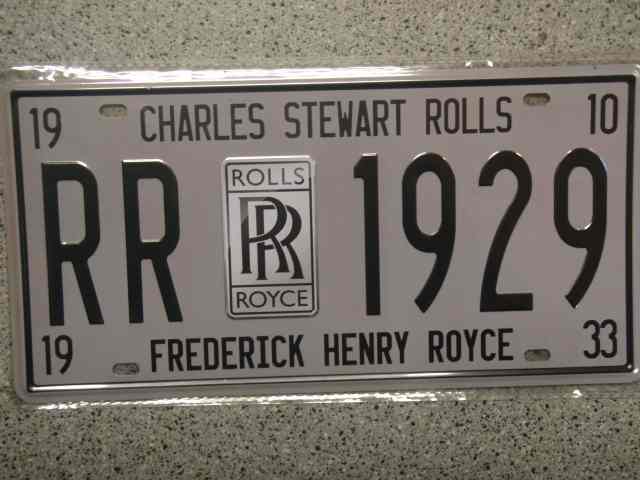 19 CHARLES STEWART ROLLS 10
RR ROLLS RR ROYCE 1929
19 FREDERICK HENRY ROYCE 33